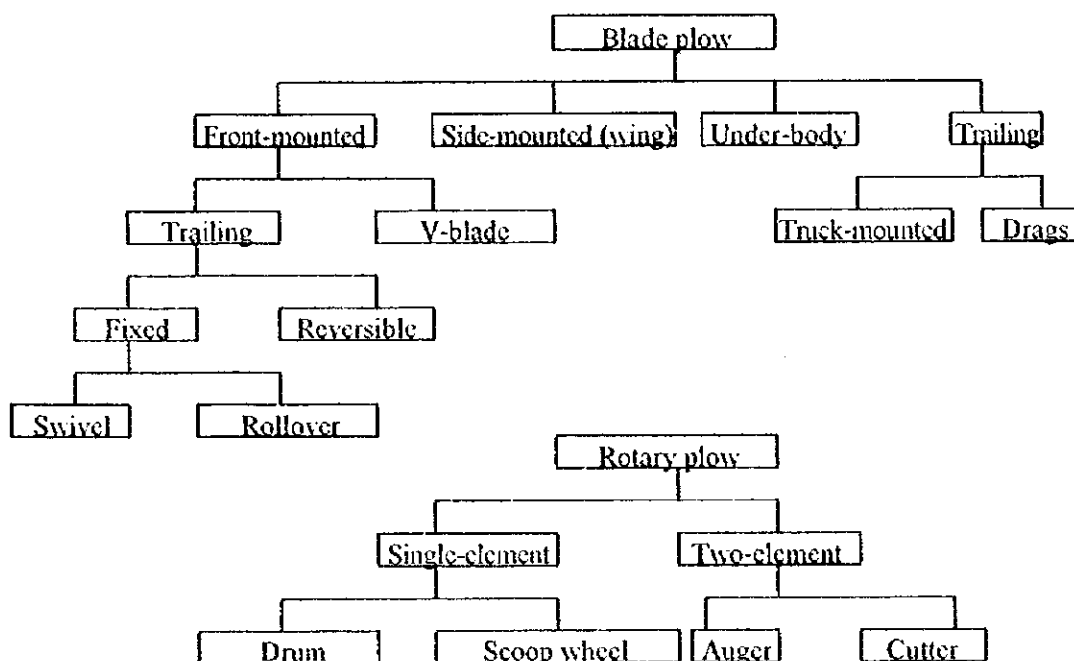 Blade plow
Front-mounted Side-mounted (wing) Under-body Trailing
Trailing V-blade Truck-mounted Drags
Fixed Reversible
Swivel Rollover
Rotary plow
Single-element Two-element
Drum Scoop wheel Auger Cutter